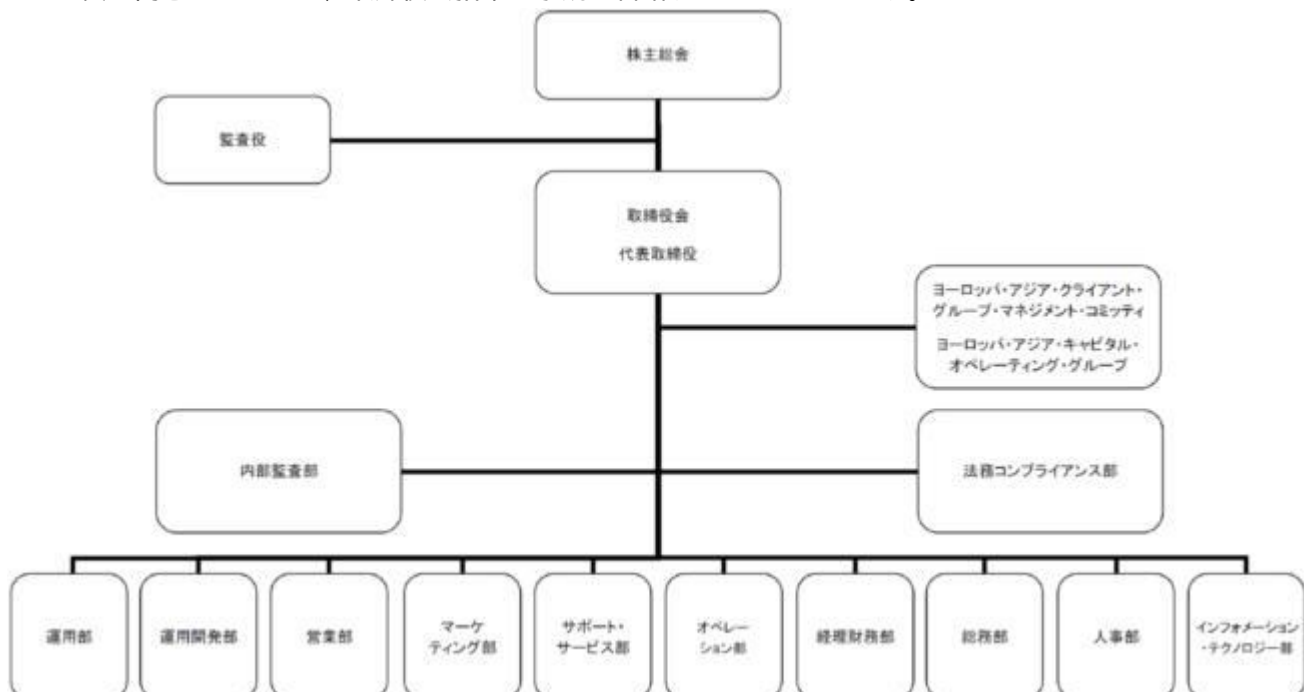 株主総会
監査役
取締役会
代表取締役
ヨーロッパ・アジア・クライアント・
グループ・マネジメント・コミッティ
ヨーロッパ・アジア・キャピタル・
オペレーティング・グループ
内部監査部
法務コンプライアンス部
運用部
運用開発部
営業部
マーケ
ティング部
サポート・
サービス部
オペレー
ション部
経理財務部
総務部
人事部
インフォメーション
・テクノロジー部